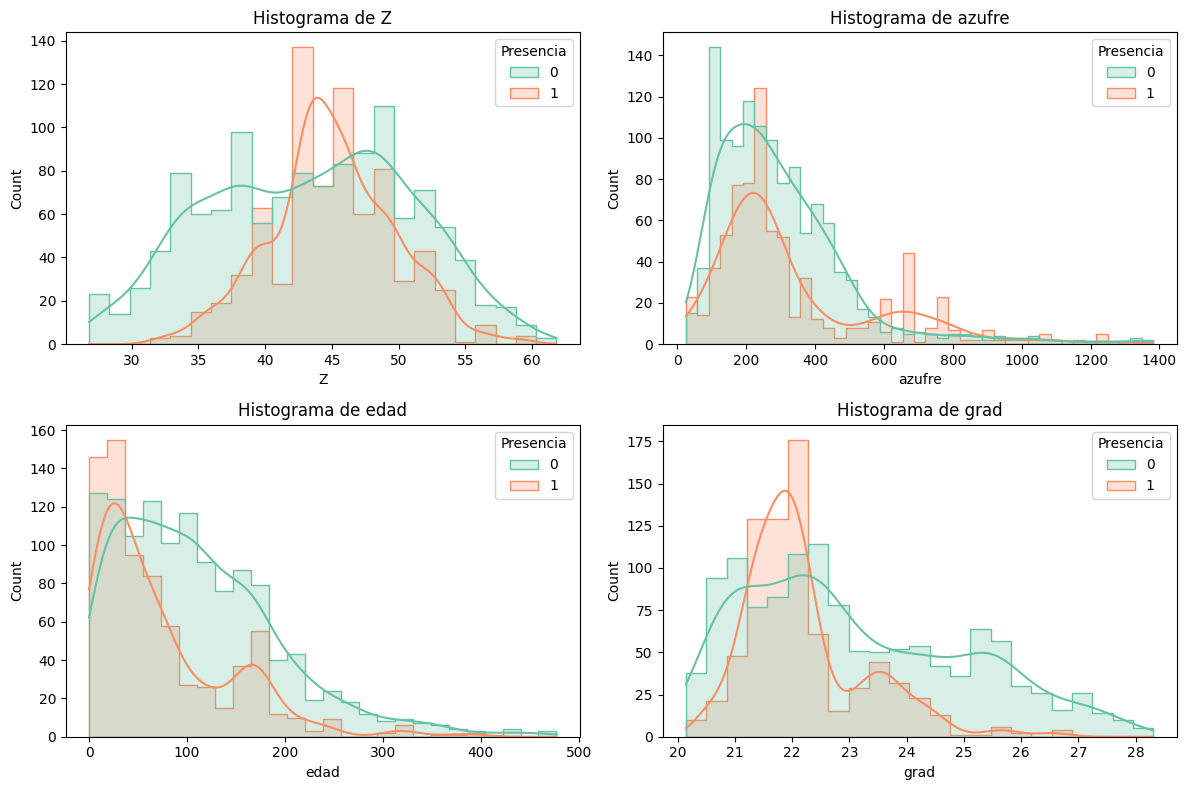 Histograma de Z
140
120
100
80
60
40
20
0
Count
30 35 40 45 50 55 60
Z
Presencia
0
1
Histograma de azufre
140
120
100
80
60
40
20
0
Count
0 200 400 600 800 1000 1200 1400
azufre
Presencia
0
1
Histograma de edad
160
140
120
100
80
60
40
20
0
Count
0 100 200 300 400 500
edad
Presencia
0
1
Histograma de grad
175
150
125
100
75
50
25
0
Count
20 21 22 23 24 25 26 27 28
grad
Presencia
0
1